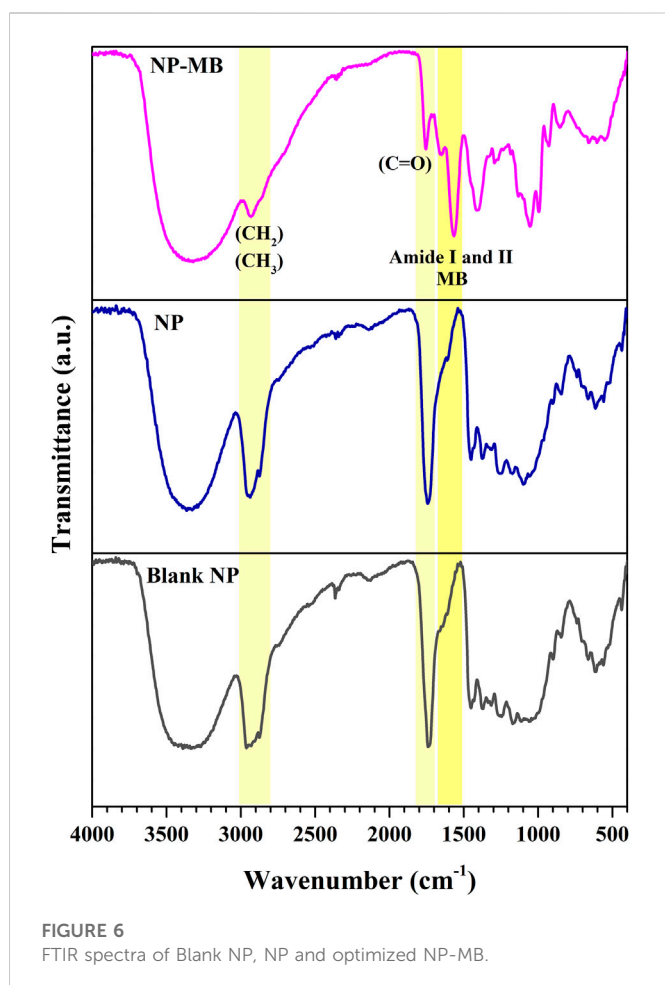 NP-MB
(C=O)
(CH₂)
(CH₃)
Amide I and II
MB
NP
Blank NP
Transmittance (a.u.)
4000 3500 3000 2500 2000 1500 1000 500
Wavenumber (cm⁻¹)
FIGURE 6
FTIR spectra of Blank NP, NP and optimized NP-MB.